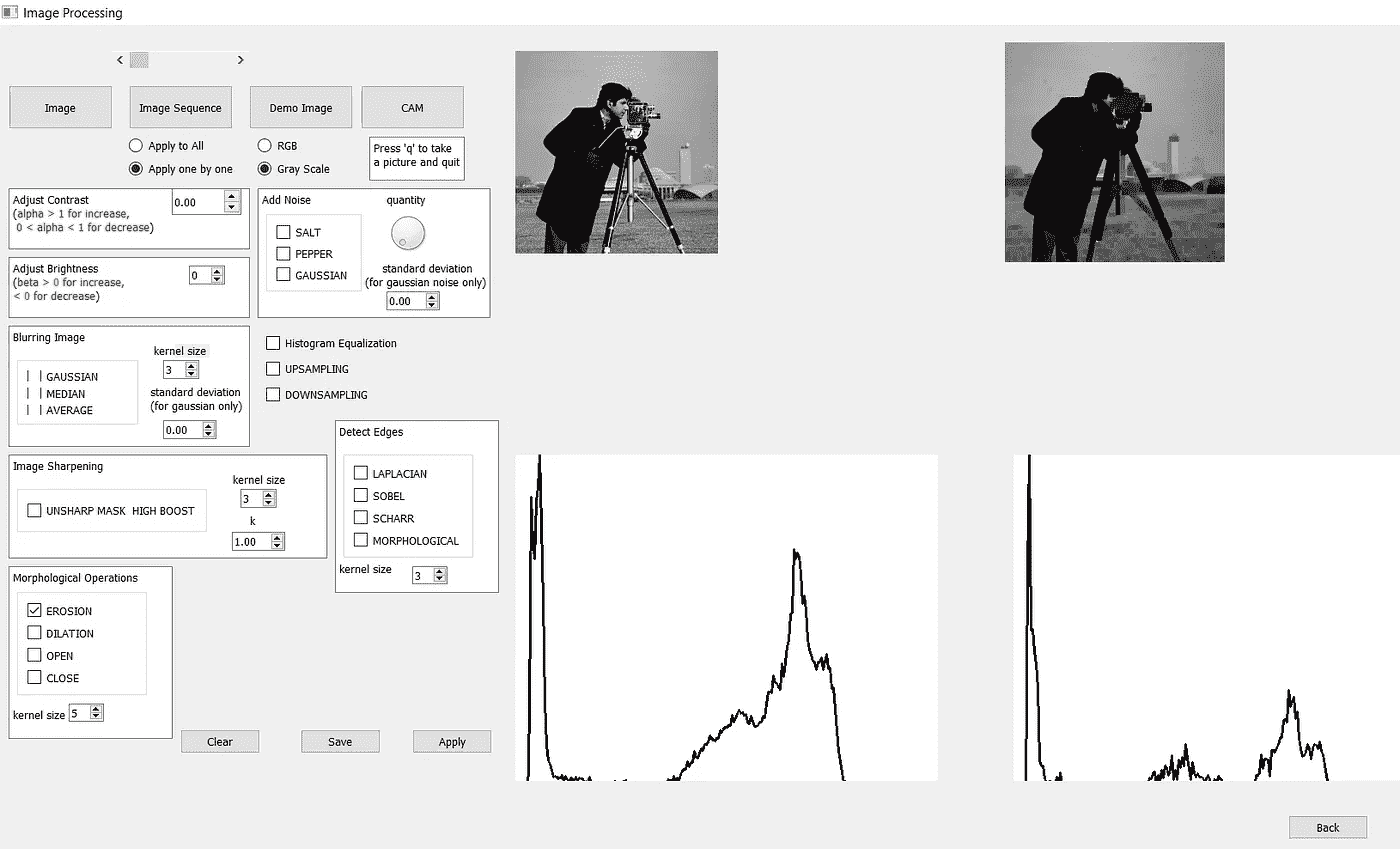 Image Processing
< >
Image
Image Sequence
Demo Image
CAM
Apply to All
Apply one by one
RGB
Gray Scale
Press 'q' to take
a picture and quit
Adjust Contrast
(alpha > 1 for increase,
0 < alpha < 1 for decrease)
0.00
Add Noise
quantity
SALT
PEPPER
GAUSSIAN
standard deviation
(for gaussian noise only)
0.00
Adjust Brightness
(beta > 0 for increase,
< 0 for decrease)
0
Blurring Image
kernel size
3
GAUSSIAN
MEDIAN
AVERAGE
standard deviation
(for gaussian only)
0.00
Histogram Equalization
UPSAMPLING
DOWNSAMPLING
Detect Edges
LAPLACIAN
SOBEL
SCHARR
MORPHOLOGICAL
kernel size
3
Image Sharpening
UNSHARP MASK HIGH BOOST
kernel size
3
k
1.00
Morphological Operations
EROSION
DILATION
OPEN
CLOSE
kernel size 5
Clear
Save
Apply
Back